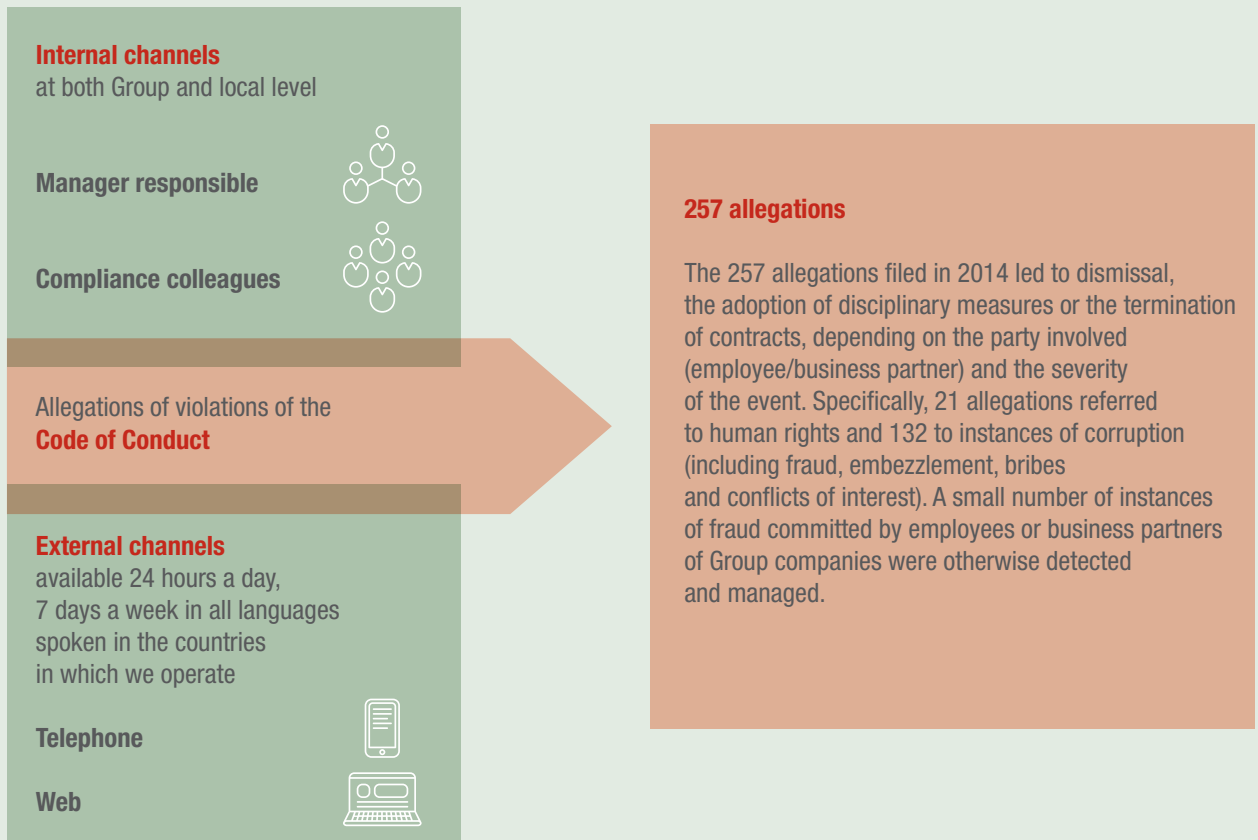 Internal channels
at both Group and local level
Manager responsible
Compliance colleagues
Allegations of violations of the
Code of Conduct
External channels
available 24 hours a day,
7 days a week in all languages
spoken in the countries
in which we operate
Telephone
Web
257 allegations
The 257 allegations filed in 2014 led to dismissal,
the adoption of disciplinary measures or the termination
of contracts, depending on the party involved
(employee/business partner) and the severity
of the event. Specifically, 21 allegations referred
to human rights and 132 to instances of corruption
(including fraud, embezzlement, bribes
and conflicts of interest). A small number of instances
of fraud committed by employees or business partners
of Group companies were otherwise detected
and managed.